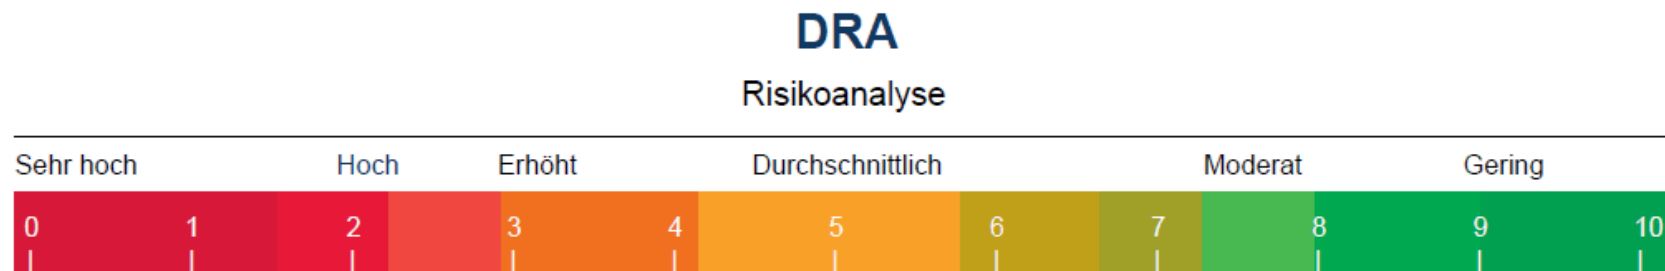 DRA
Risikoanalyse
Sehr hoch Hoch Erhöht Durchschnittlich Moderat Gering
0 1 2 3 4 5 6 7 8 9 10